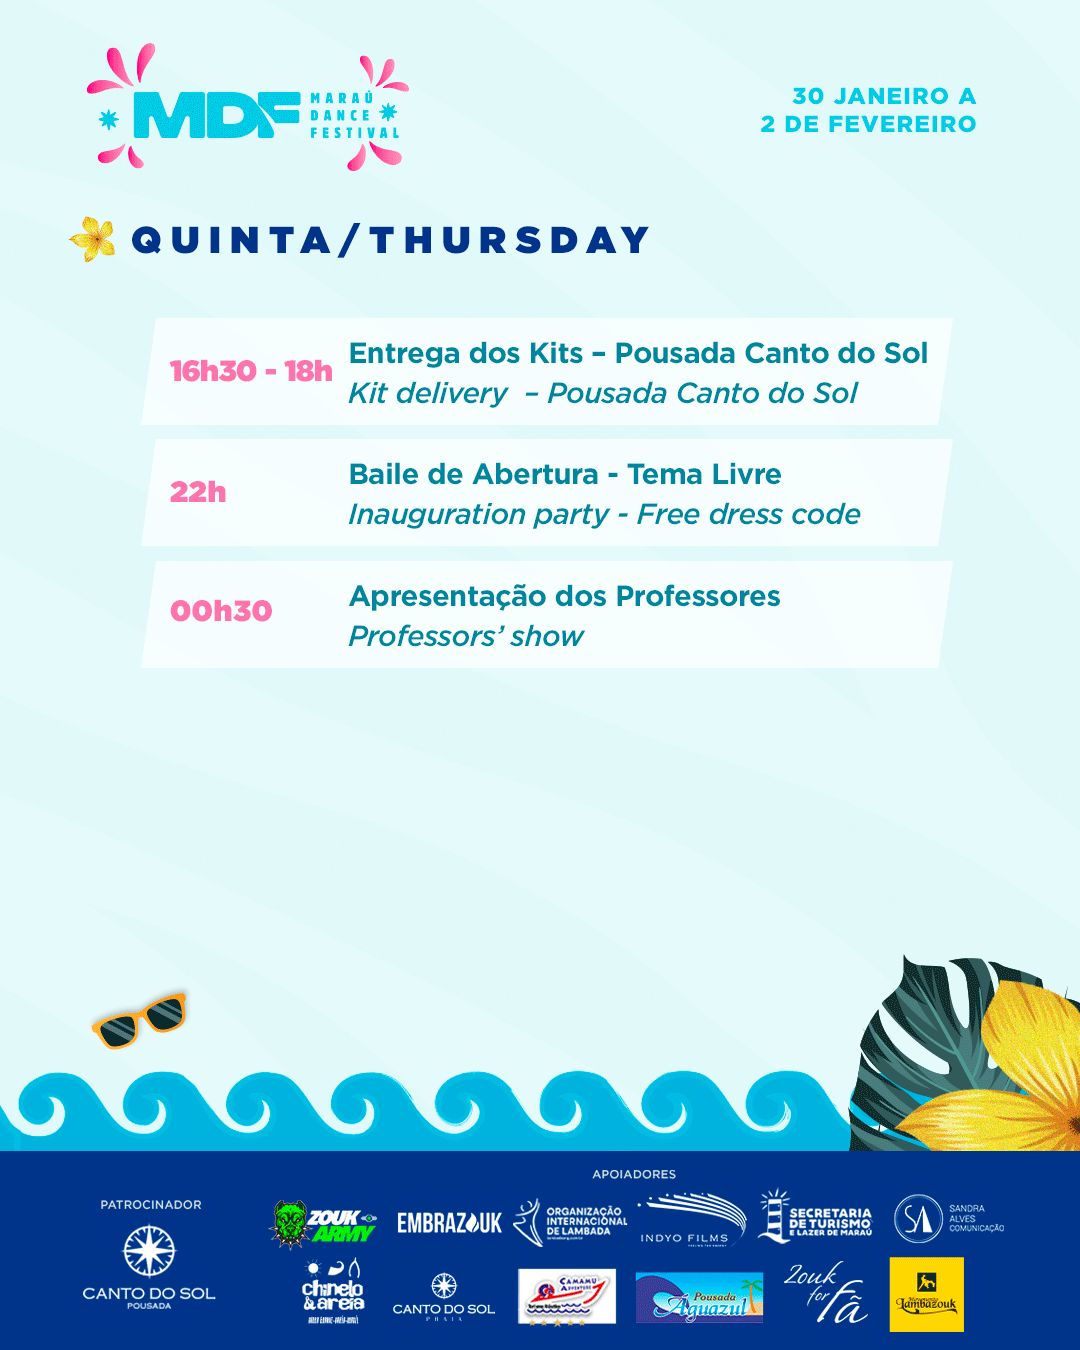 MDF
MARAÚ
DANCE
FESTIVAL
30 JANEIRO A
2 DE FEVEREIRO
QUINTA/THURSDAY
16h30 - 18h
Entrega dos Kits – Pousada Canto do Sol
Kit delivery – Pousada Canto do Sol
22h
Baile de Abertura - Tema Livre
Inauguration party - Free dress code
00h30
Apresentação dos Professores
Professors’ show
PATROCINADOR
CANTO DO SOL
POUSADA
APOIADORES
ZOUK
ARMY
EMBRAZOUK
ORGANIZAÇÃO
INTERNACIONAL
DE LAMBADA
INDYO FILMS
SECRETARIA
DE TURISMO
E LAZER DE MARAÚ
SA
SANDRA
ALVES
COMUNICAÇÃO
chinelo
& areia
CANTO DO SOL
PRAIA
CAMAMU
ADVENTURE
Pousada
Aguazul
Zouk
for
fã
Movimento
Lambazouk